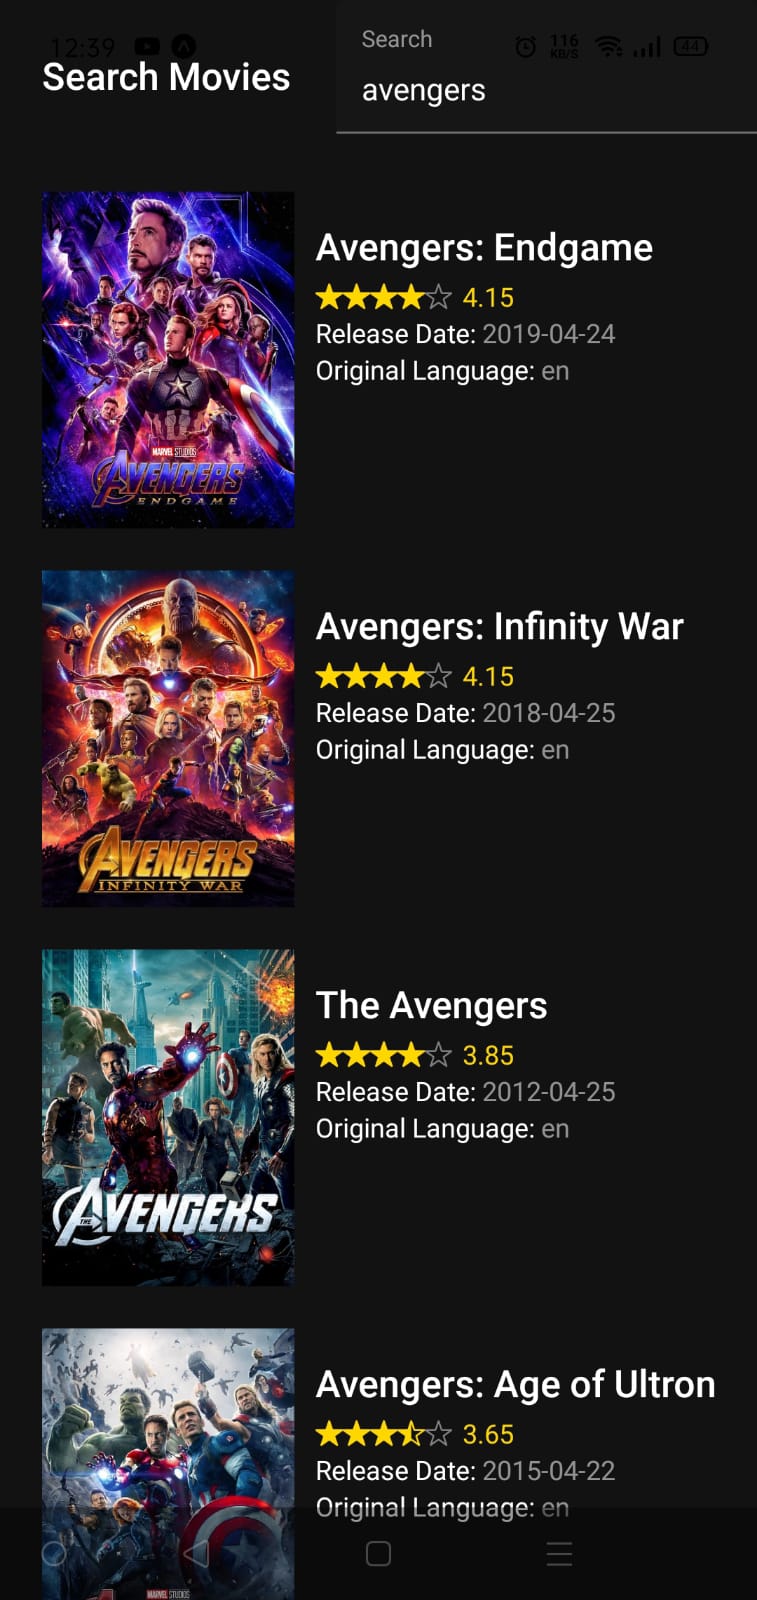 12:39
116
KB/S
44
Search Movies
Search
avengers
Avengers: Endgame
4.15
Release Date: 2019-04-24
Original Language: en
MARVEL STUDIOS
AVENGERS
ENDGAME
Avengers: Infinity War
4.15
Release Date: 2018-04-25
Original Language: en
AVENGERS
INFINITY WAR
The Avengers
3.85
Release Date: 2012-04-25
Original Language: en
THE AVENGERS
Avengers: Age of Ultron
3.65
Release Date: 2015-04-22
Original Language: en
MARVEL STUDIOS